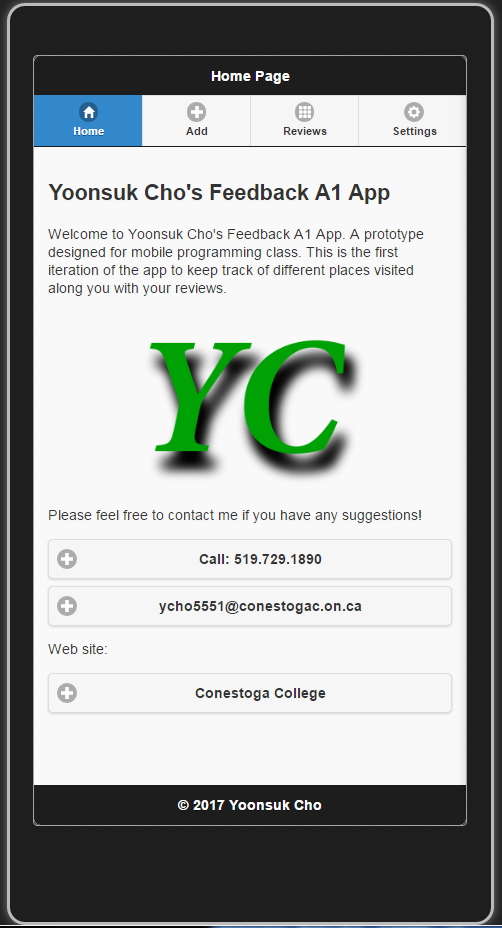 Home Page
Home Add Reviews Settings
Yoonsuk Cho's Feedback A1 App
Welcome to Yoonsuk Cho's Feedback A1 App. A prototype
designed for mobile programming class. This is the first
iteration of the app to keep track of different places visited
along you with your reviews.
YC
Please feel free to contact me if you have any suggestions!
Call: 519.729.1890
ycho5551@conestogac.on.ca
Web site:
Conestoga College
© 2017 Yoonsuk Cho